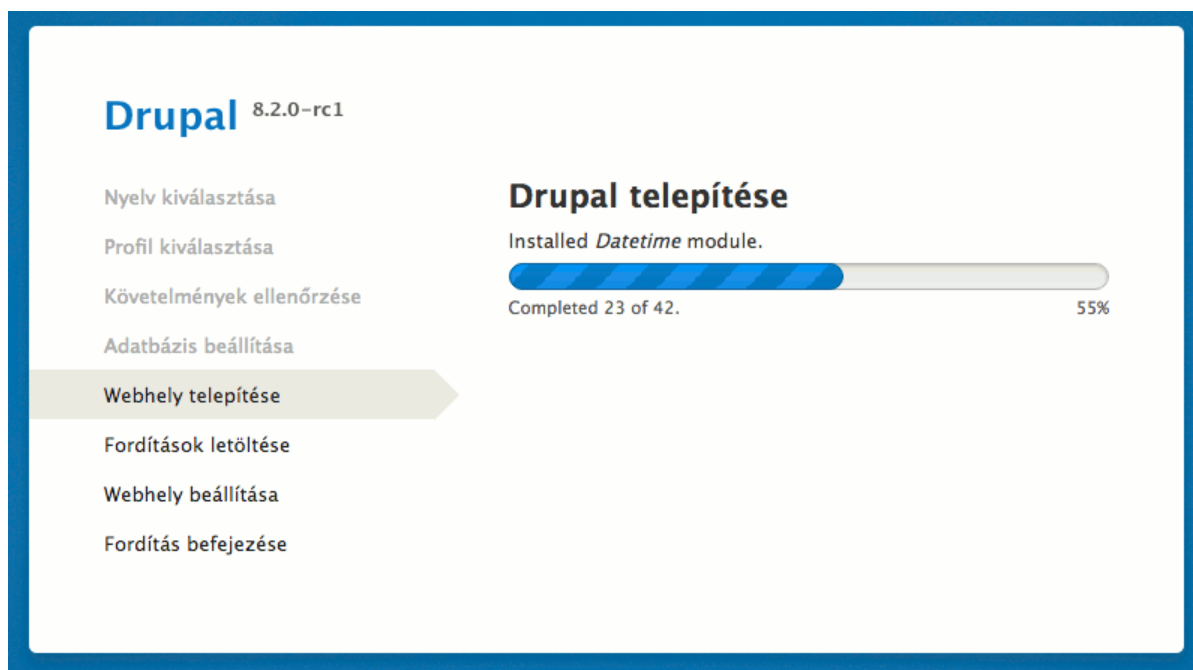 Drupal 8.2.0-rc1
Nyelv kiválasztása
Profil kiválasztása
Követelmények ellenőrzése
Adatbázis beállítása
Webhely telepítése
Fordítások letöltése
Webhely beállítása
Fordítás befejezése
Drupal telepítése
Installed Datetime module.
Completed 23 of 42. 55%